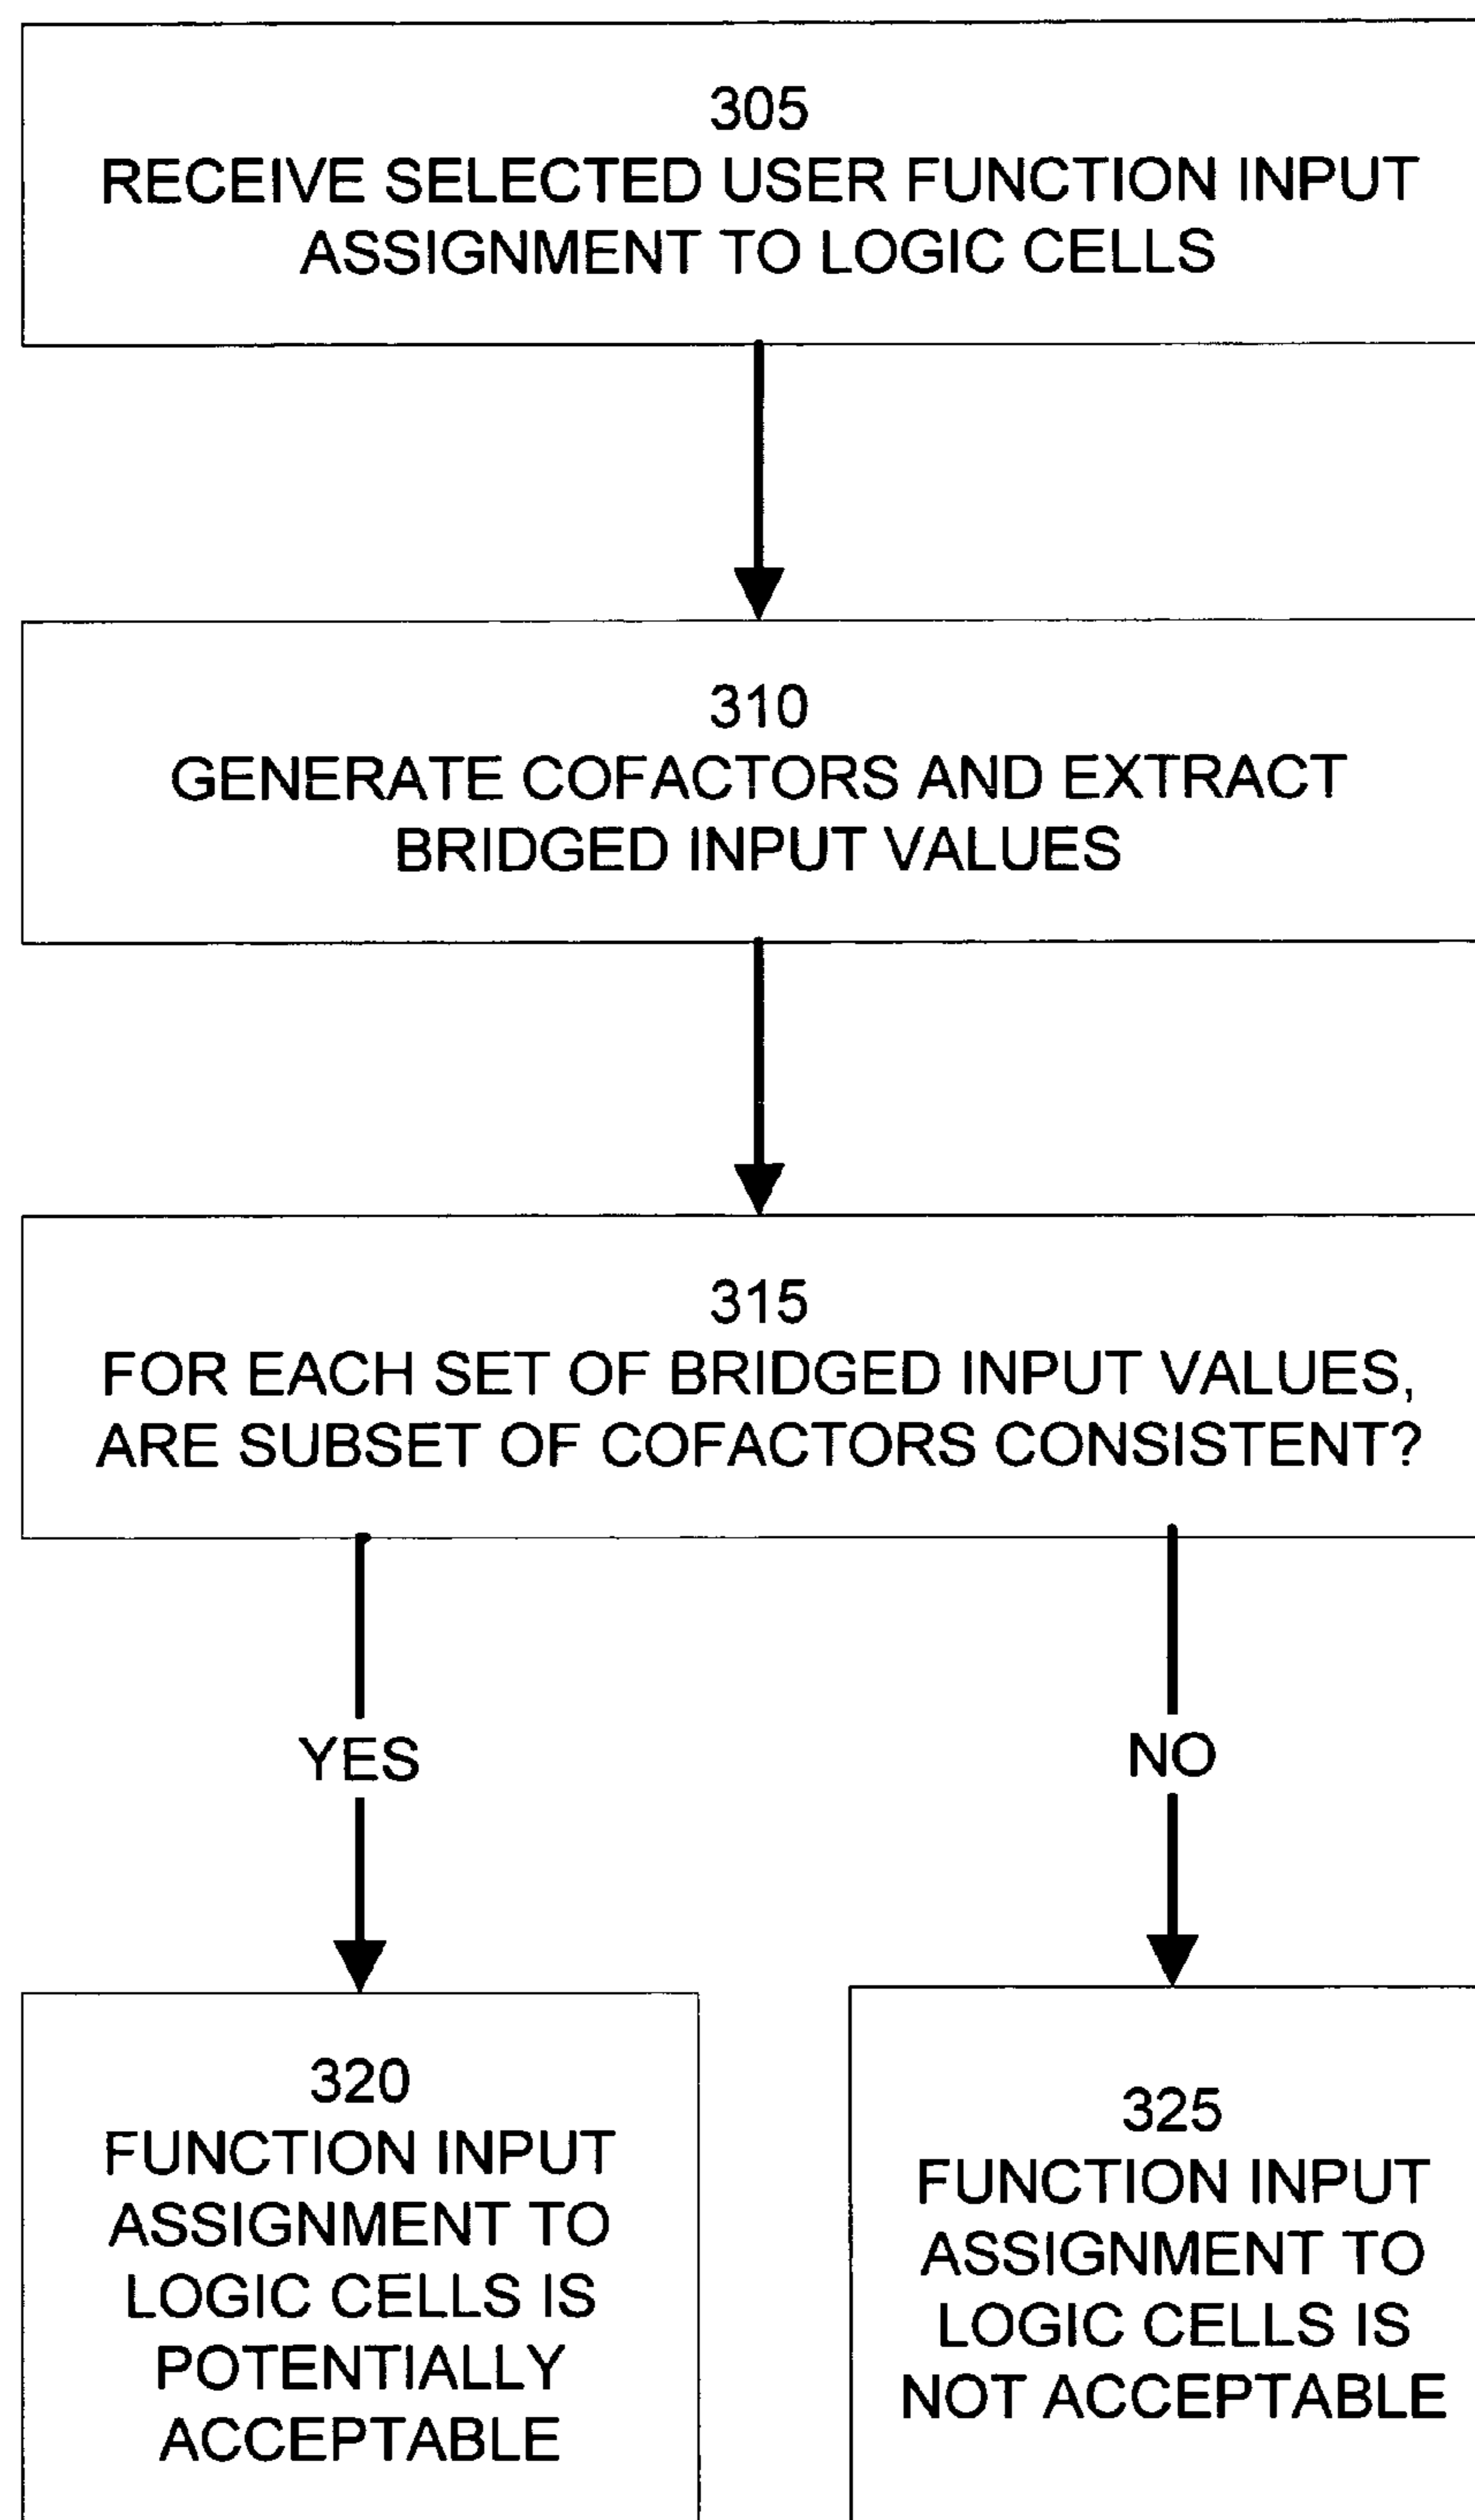 305
RECEIVE SELECTED USER FUNCTION INPUT
ASSIGNMENT TO LOGIC CELLS
310
GENERATE COFACTORS AND EXTRACT
BRIDGED INPUT VALUES
315
FOR EACH SET OF BRIDGED INPUT VALUES,
ARE SUBSET OF COFACTORS CONSISTENT?
YES
NO
320
FUNCTION INPUT
ASSIGNMENT TO
LOGIC CELLS IS
POTENTIALLY
ACCEPTABLE
325
FUNCTION INPUT
ASSIGNMENT TO
LOGIC CELLS IS
NOT ACCEPTABLE